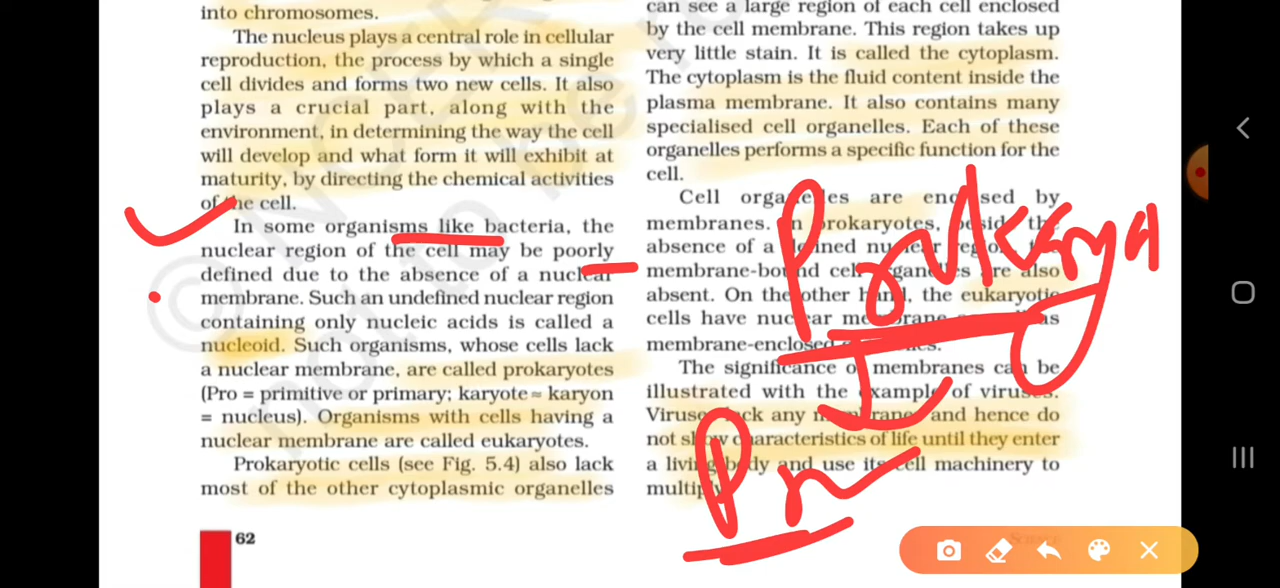 into chromosomes.
The nucleus plays a central role in cellular
reproduction, the process by which a single
cell divides and forms two new cells. It also
plays a crucial part, along with the
environment, in determining the way the cell
will develop and what form it will exhibit at
maturity, by directing the chemical activities
of the cell.
In some organisms like bacteria, the
nuclear region of the cell may be poorly
defined due to the absence of a nuclear
membrane. Such an undefined nuclear region
containing only nucleic acids is called a
nucleoid. Such organisms, whose cells lack
a nuclear membrane, are called prokaryotes
(Pro = primitive or primary; karyote ≈ karyon
= nucleus). Organisms with cells having a
nuclear membrane are called eukaryotes.
Prokaryotic cells (see Fig. 5.4) also lack
most of the other cytoplasmic organelles
62
can see a large region of each cell enclosed
by the cell membrane. This region takes up
very little stain. It is called the cytoplasm.
The cytoplasm is the fluid content inside the
plasma membrane. It also contains many
specialised cell organelles. Each of these
organelles performs a specific function for the
cell.
Cell organelles are enclosed by
membranes. In prokaryotes, beside the
absence of a defined nuclear region, the
membrane-bound cell organelles are also
absent. On the other hand, the eukaryotic
cells have nuclear membrane as
membrane-enclosed
The significance of membranes can be
illustrated with the example of viruses.
Viruses lack any membranes and hence do
not show characteristics of life until they enter
a living body and use its cell machinery to
multiply.
Science